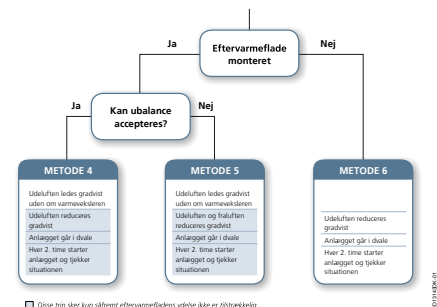 Eftervarmeflade
monteret
Ja
Nej
Kan ubalance
accepteres?
Ja
Nej
METODE 4
Udeluften ledes gradvist
uden om varmeveksleren
Udeluften reduceres
gradvist
Anlægget går i dvale
Hver 2. time starter
anlægget og tjekker
situationen
METODE 5
Udeluften ledes gradvist
uden om varmeveksleren
Udeluften og fraluften
reduceres gradvist
Anlægget går i dvale
Hver 2. time starter
anlægget og tjekker
situationen
METODE 6
Udeluften reduceres
gradvist
Anlægget går i dvale
Hver 2. time starter
anlægget og tjekker
situationen
Disse trin sker kun såfremt eftervarmefladens ydelse ikke er tilstrækkelig